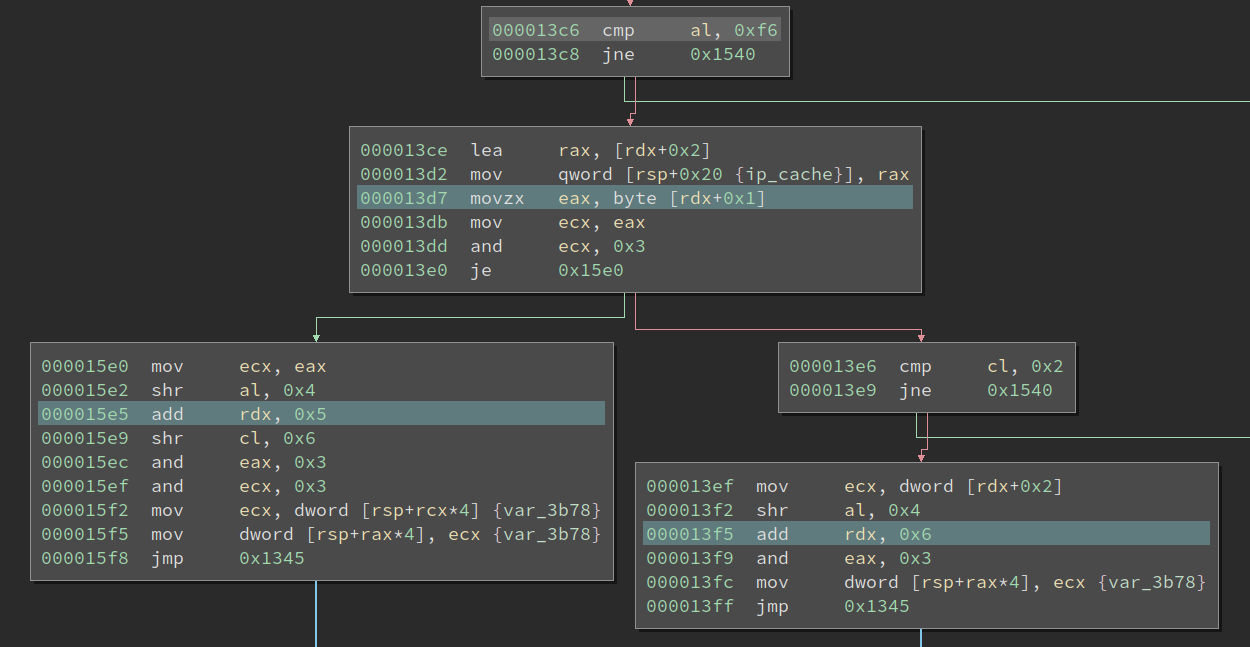 000013c6 cmp al, 0xf6
000013c8 jne 0x1540
000013ce lea rax, [rdx+0x2]
000013d2 mov qword [rsp+0x20 {ip_cache}], rax
000013d7 movzx eax, byte [rdx+0x1]
000013db mov ecx, eax
000013dd and ecx, 0x3
000013e0 je 0x15e0
000015e0 mov ecx, eax
000015e2 shr al, 0x4
000015e5 add rdx, 0x5
000015e9 shr cl, 0x6
000015ec and eax, 0x3
000015ef and ecx, 0x3
000015f2 mov ecx, dword [rsp+rcx*4] {var_3b78}
000015f5 mov dword [rsp+rax*4], ecx {var_3b78}
000015f8 jmp 0x1345
000013e6 cmp cl, 0x2
000013e9 jne 0x1540
000013ef mov ecx, dword [rdx+0x2]
000013f2 shr al, 0x4
000013f5 add rdx, 0x6
000013f9 and eax, 0x3
000013fc mov dword [rsp+rax*4], ecx {var_3b78}
000013ff jmp 0x1345